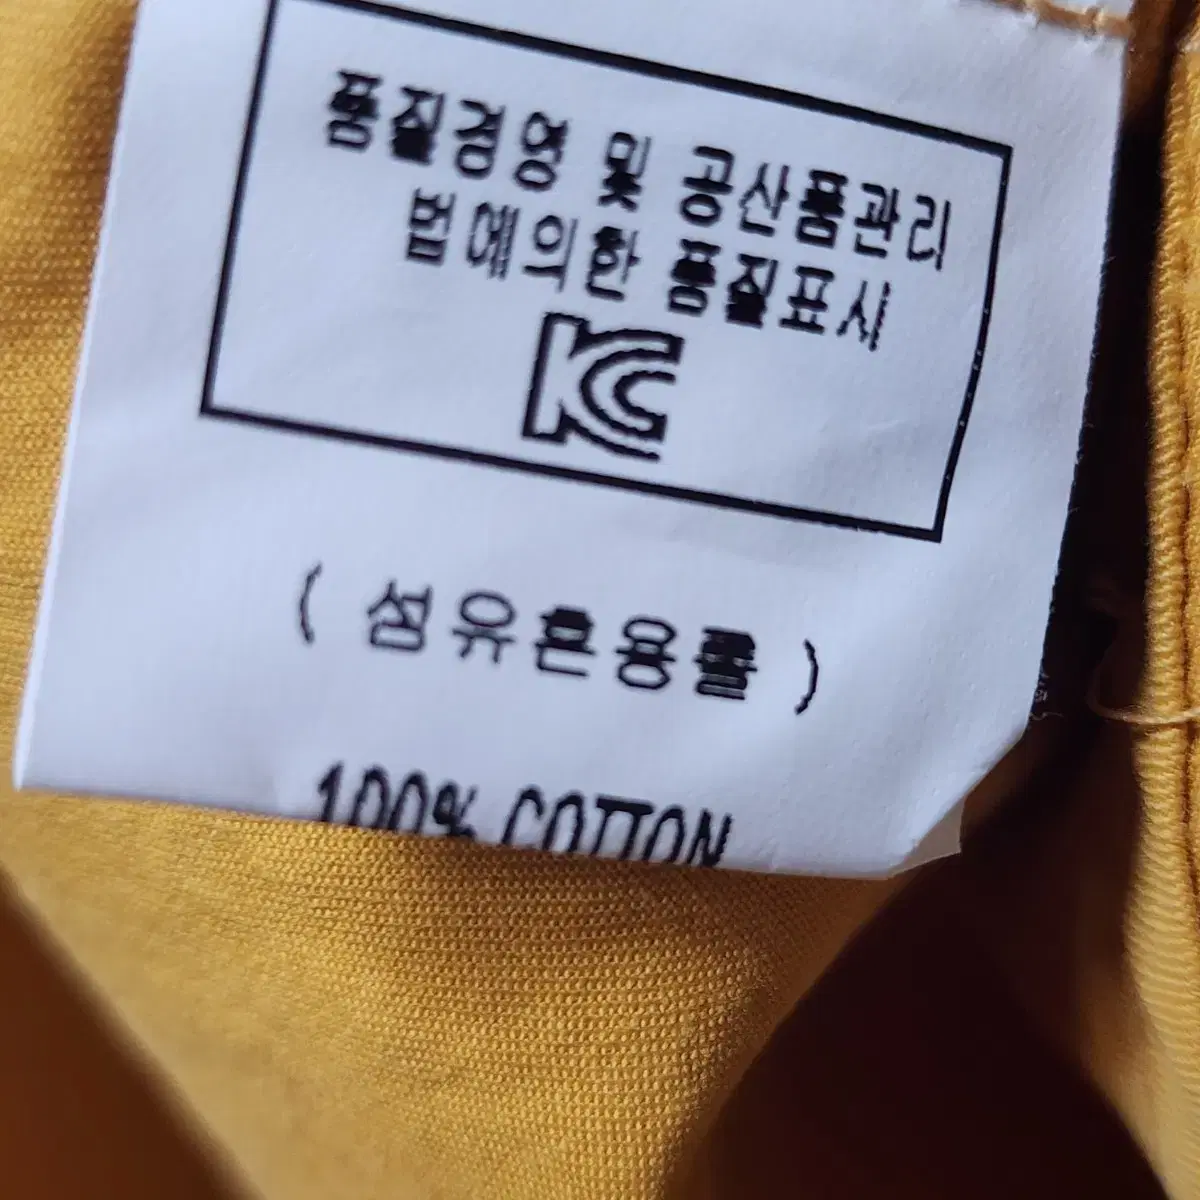 품질경영 및 공산품관리
법에의한 품질표시
KC
( 섬유혼용률 )
100% COTTON